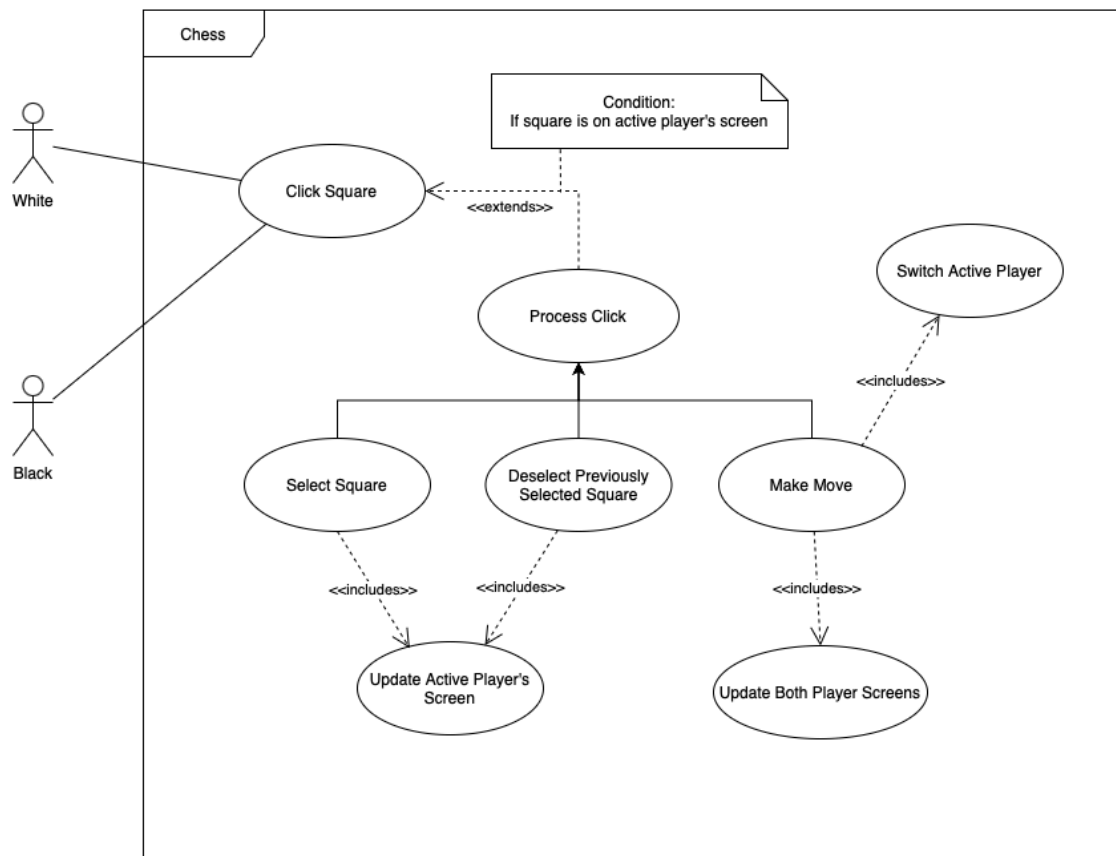 Chess
Condition:
If square is on active player's screen
White
Click Square
<<extends>>
Switch Active Player
Process Click
<<includes>>
Black
Select Square
Deselect Previously
Selected Square
Make Move
<<includes>>
<<includes>>
<<includes>>
Update Active Player's
Screen
Update Both Player Screens